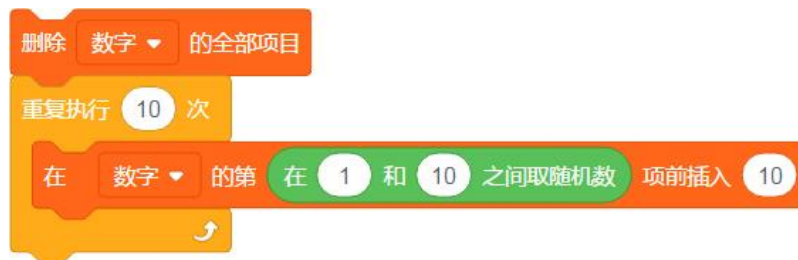 删除 数字 的全部项目
重复执行 10 次
在 数字 的第 在 1 和 10 之间取随机数 项前插入 10